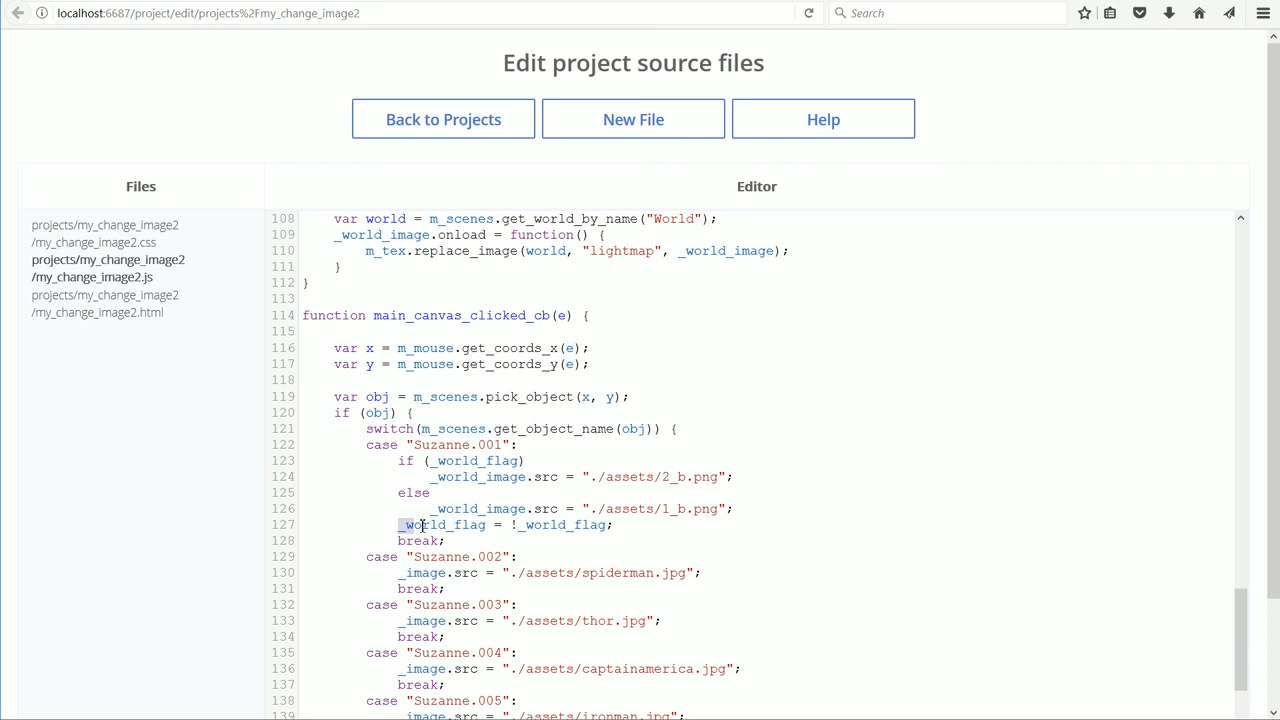 localhost:6687/project/edit/projects%2Fmy_change_image2
Search
Edit project source files
Back to Projects
New File
Help
Files
Editor
projects/my_change_image2
/my_change_image2.css
projects/my_change_image2
/my_change_image2.js
projects/my_change_image2
/my_change_image2.html
108 var world = m_scenes.get_world_by_name("World");
109 _world_image.onload = function() {
110 m_tex.replace_image(world, "lightmap", _world_image);
111 }
112 }
113
114 function main_canvas_clicked_cb(e) {
115
116 var x = m_mouse.get_coords_x(e);
117 var y = m_mouse.get_coords_y(e);
118
119 var obj = m_scenes.pick_object(x, y);
120 if (obj) {
121 switch(m_scenes.get_object_name(obj)) {
122 case "Suzanne.001":
123 if (_world_flag)
124 _world_image.src = "./assets/2_b.png";
125 else
126 _world_image.src = "./assets/1_b.png";
127 _world_flag = !_world_flag;
128 break;
129 case "Suzanne.002":
130 _image.src = "./assets/spiderman.jpg";
131 break;
132 case "Suzanne.003":
133 _image.src = "./assets/thor.jpg";
134 break;
135 case "Suzanne.004":
136 _image.src = "./assets/captainamerica.jpg";
137 break;
138 case "Suzanne.005":
139 _image.src = "./assets/ironman.jpg";